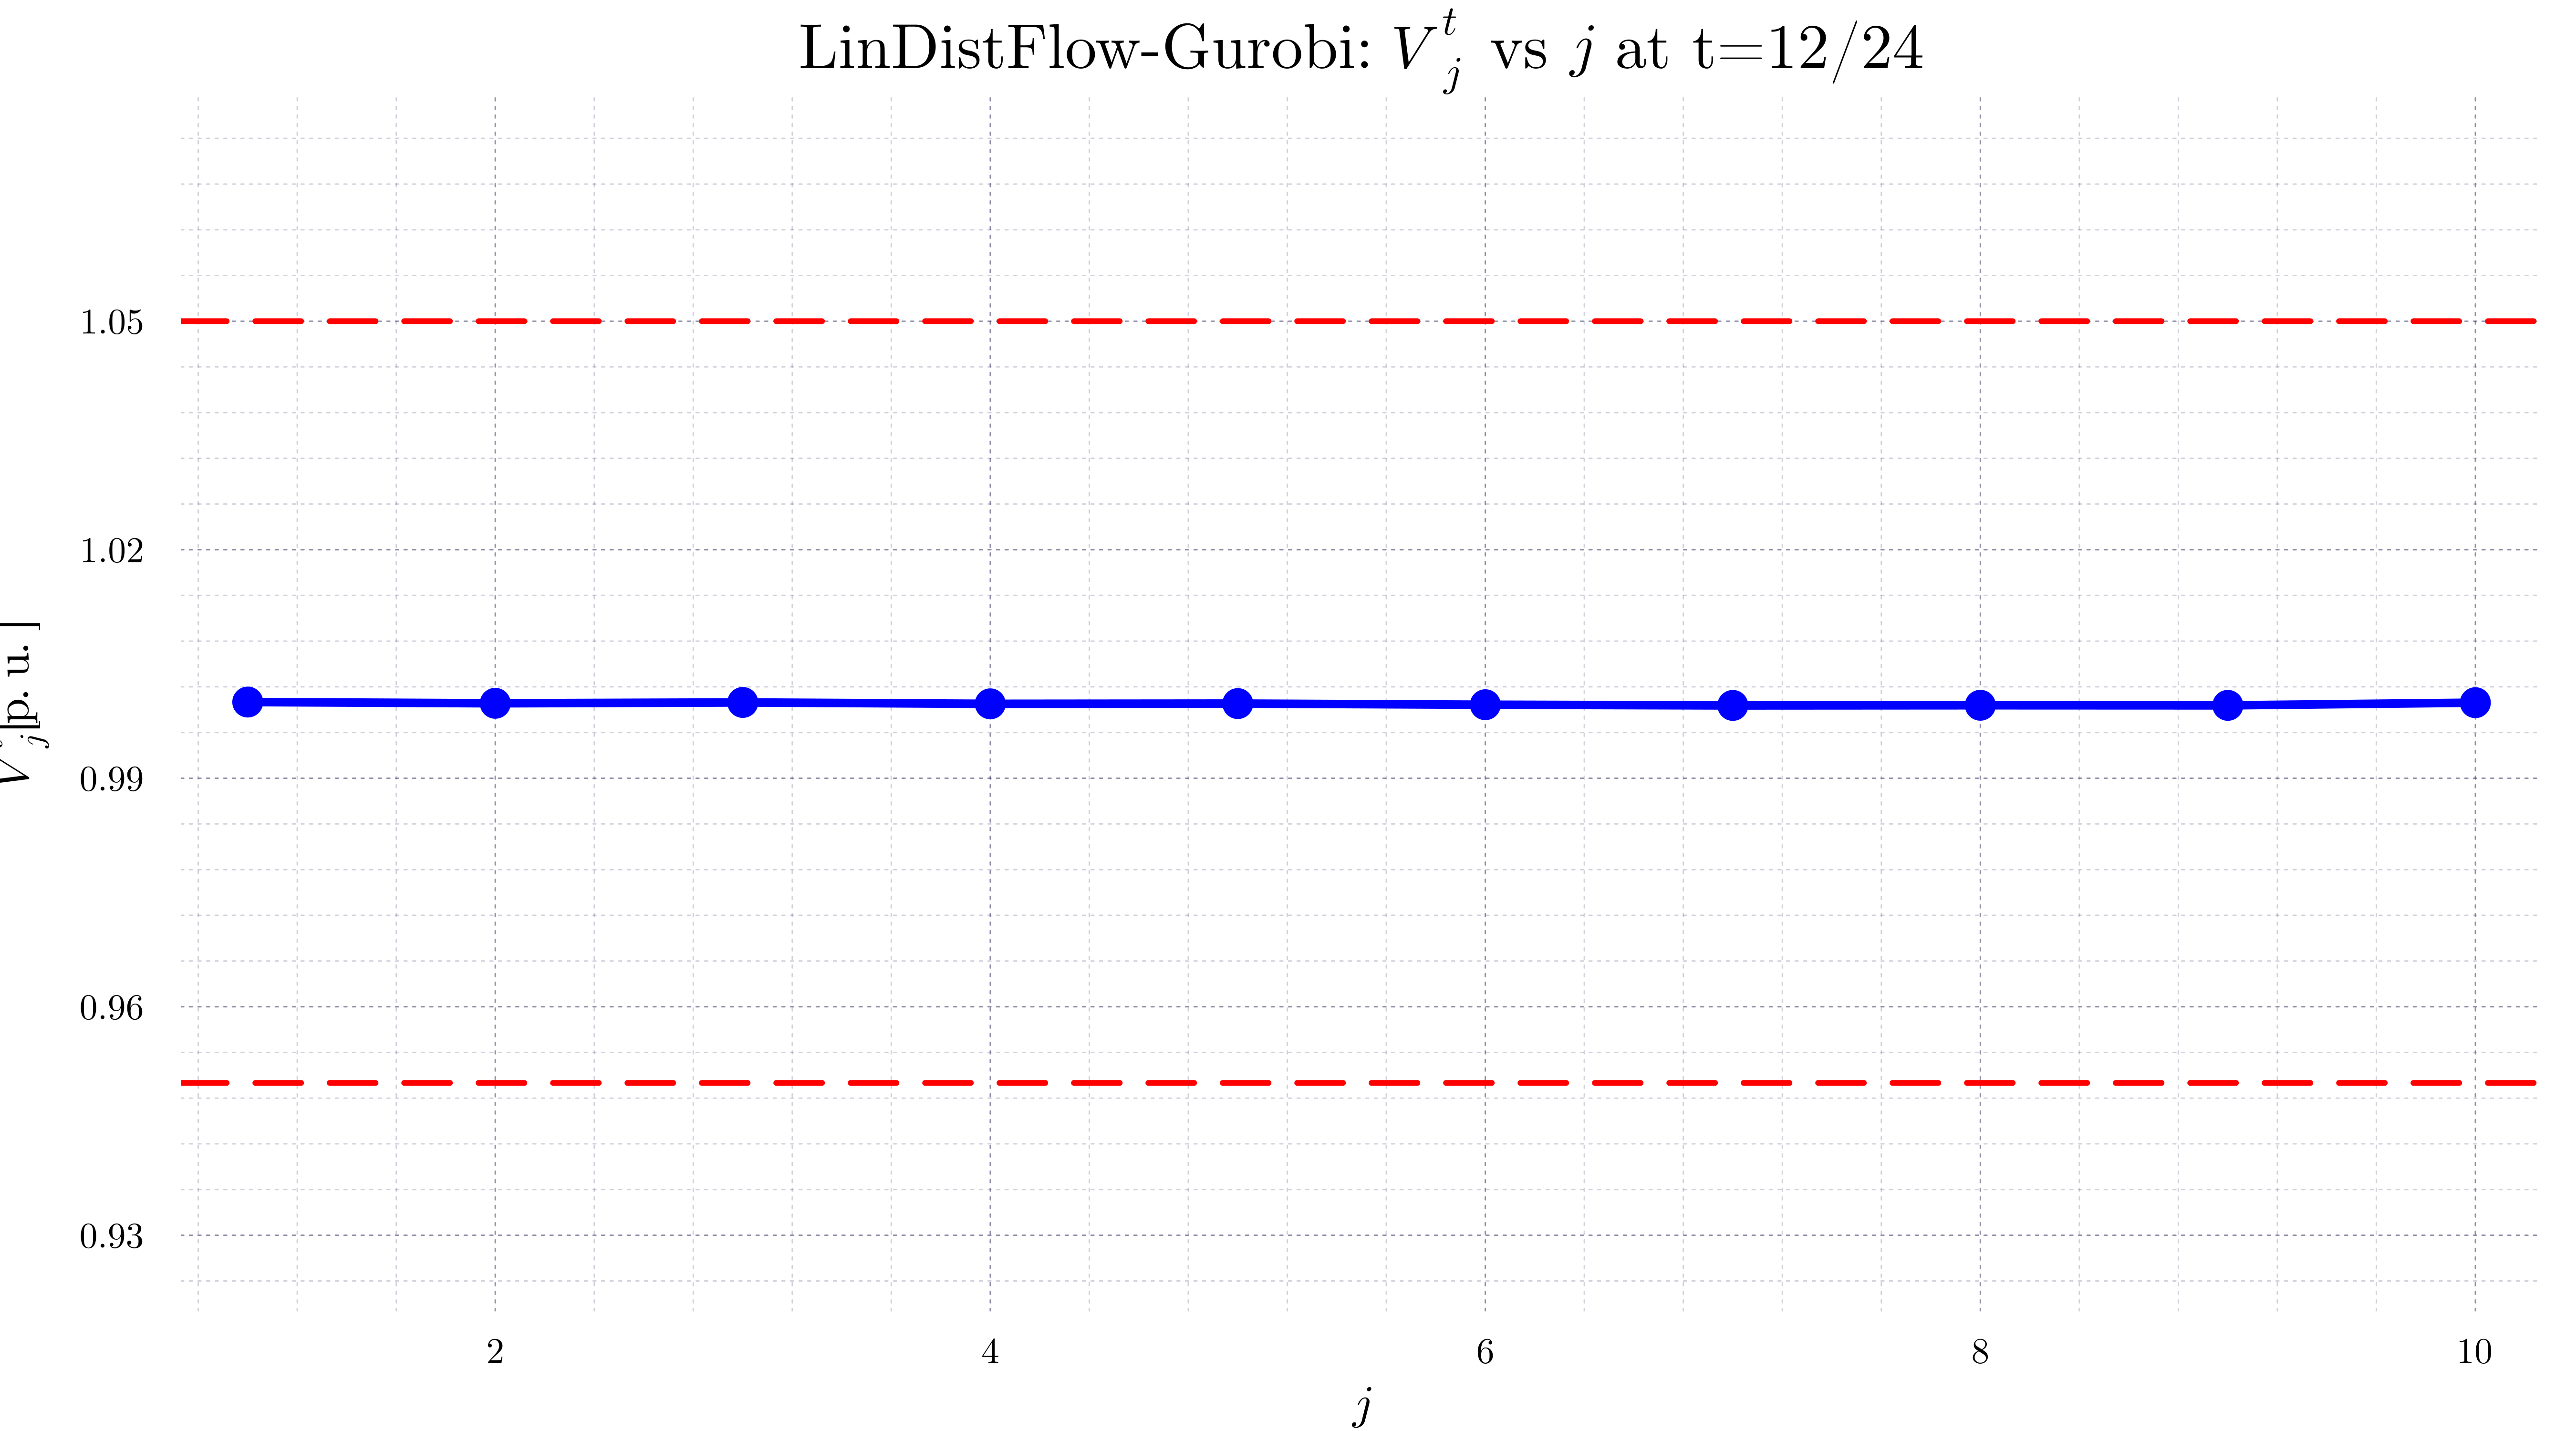 LinDistFlow-Gurobi: $V_j^t$ vs $j$ at t=12/24
1.05
1.02
0.99
0.96
0.93
[p. u. ]
2 4 6 8 10
j